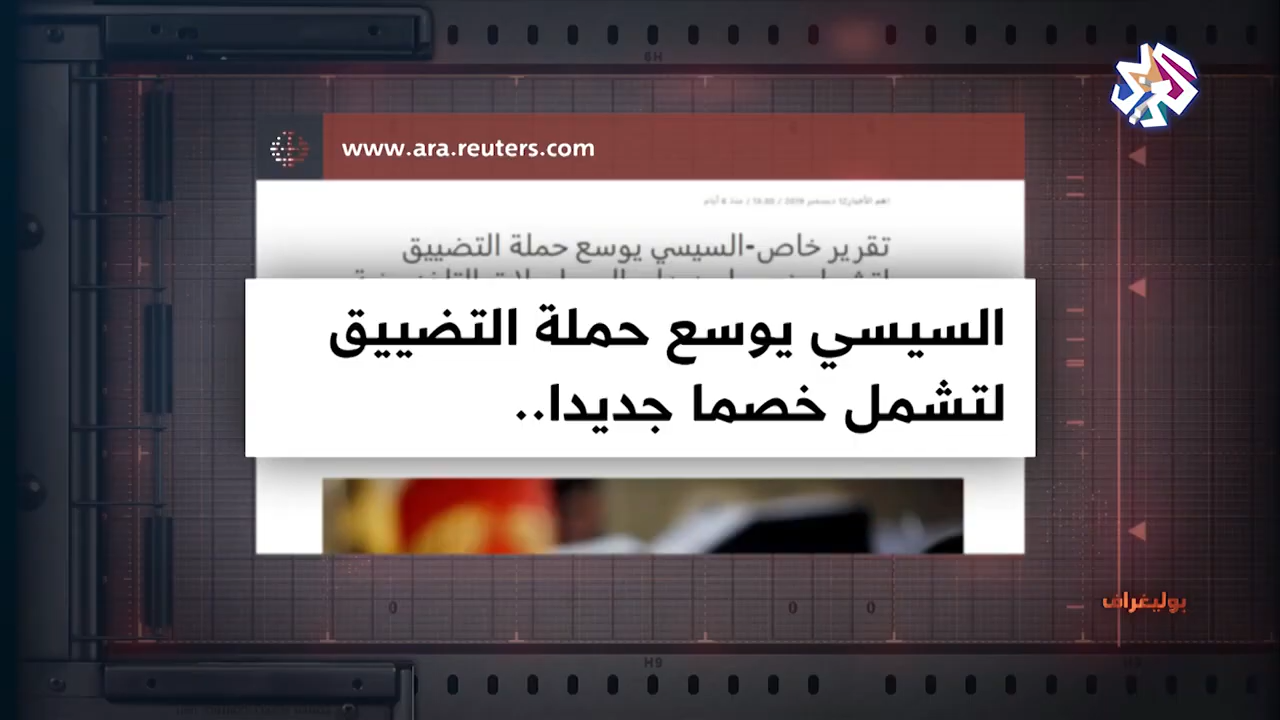 www.ara.reuters.com
تقرير خاص-السيسي يوسع حملة التضييق
السيسي يوسع حملة التضييق
لتشمل خصما جديدا..
بوليغراف